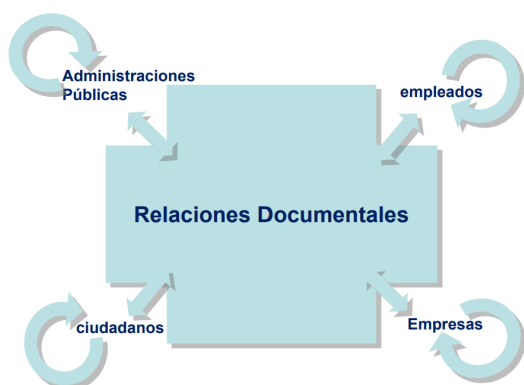 Administraciones
Públicas
empleados
Relaciones Documentales
ciudadanos
Empresas